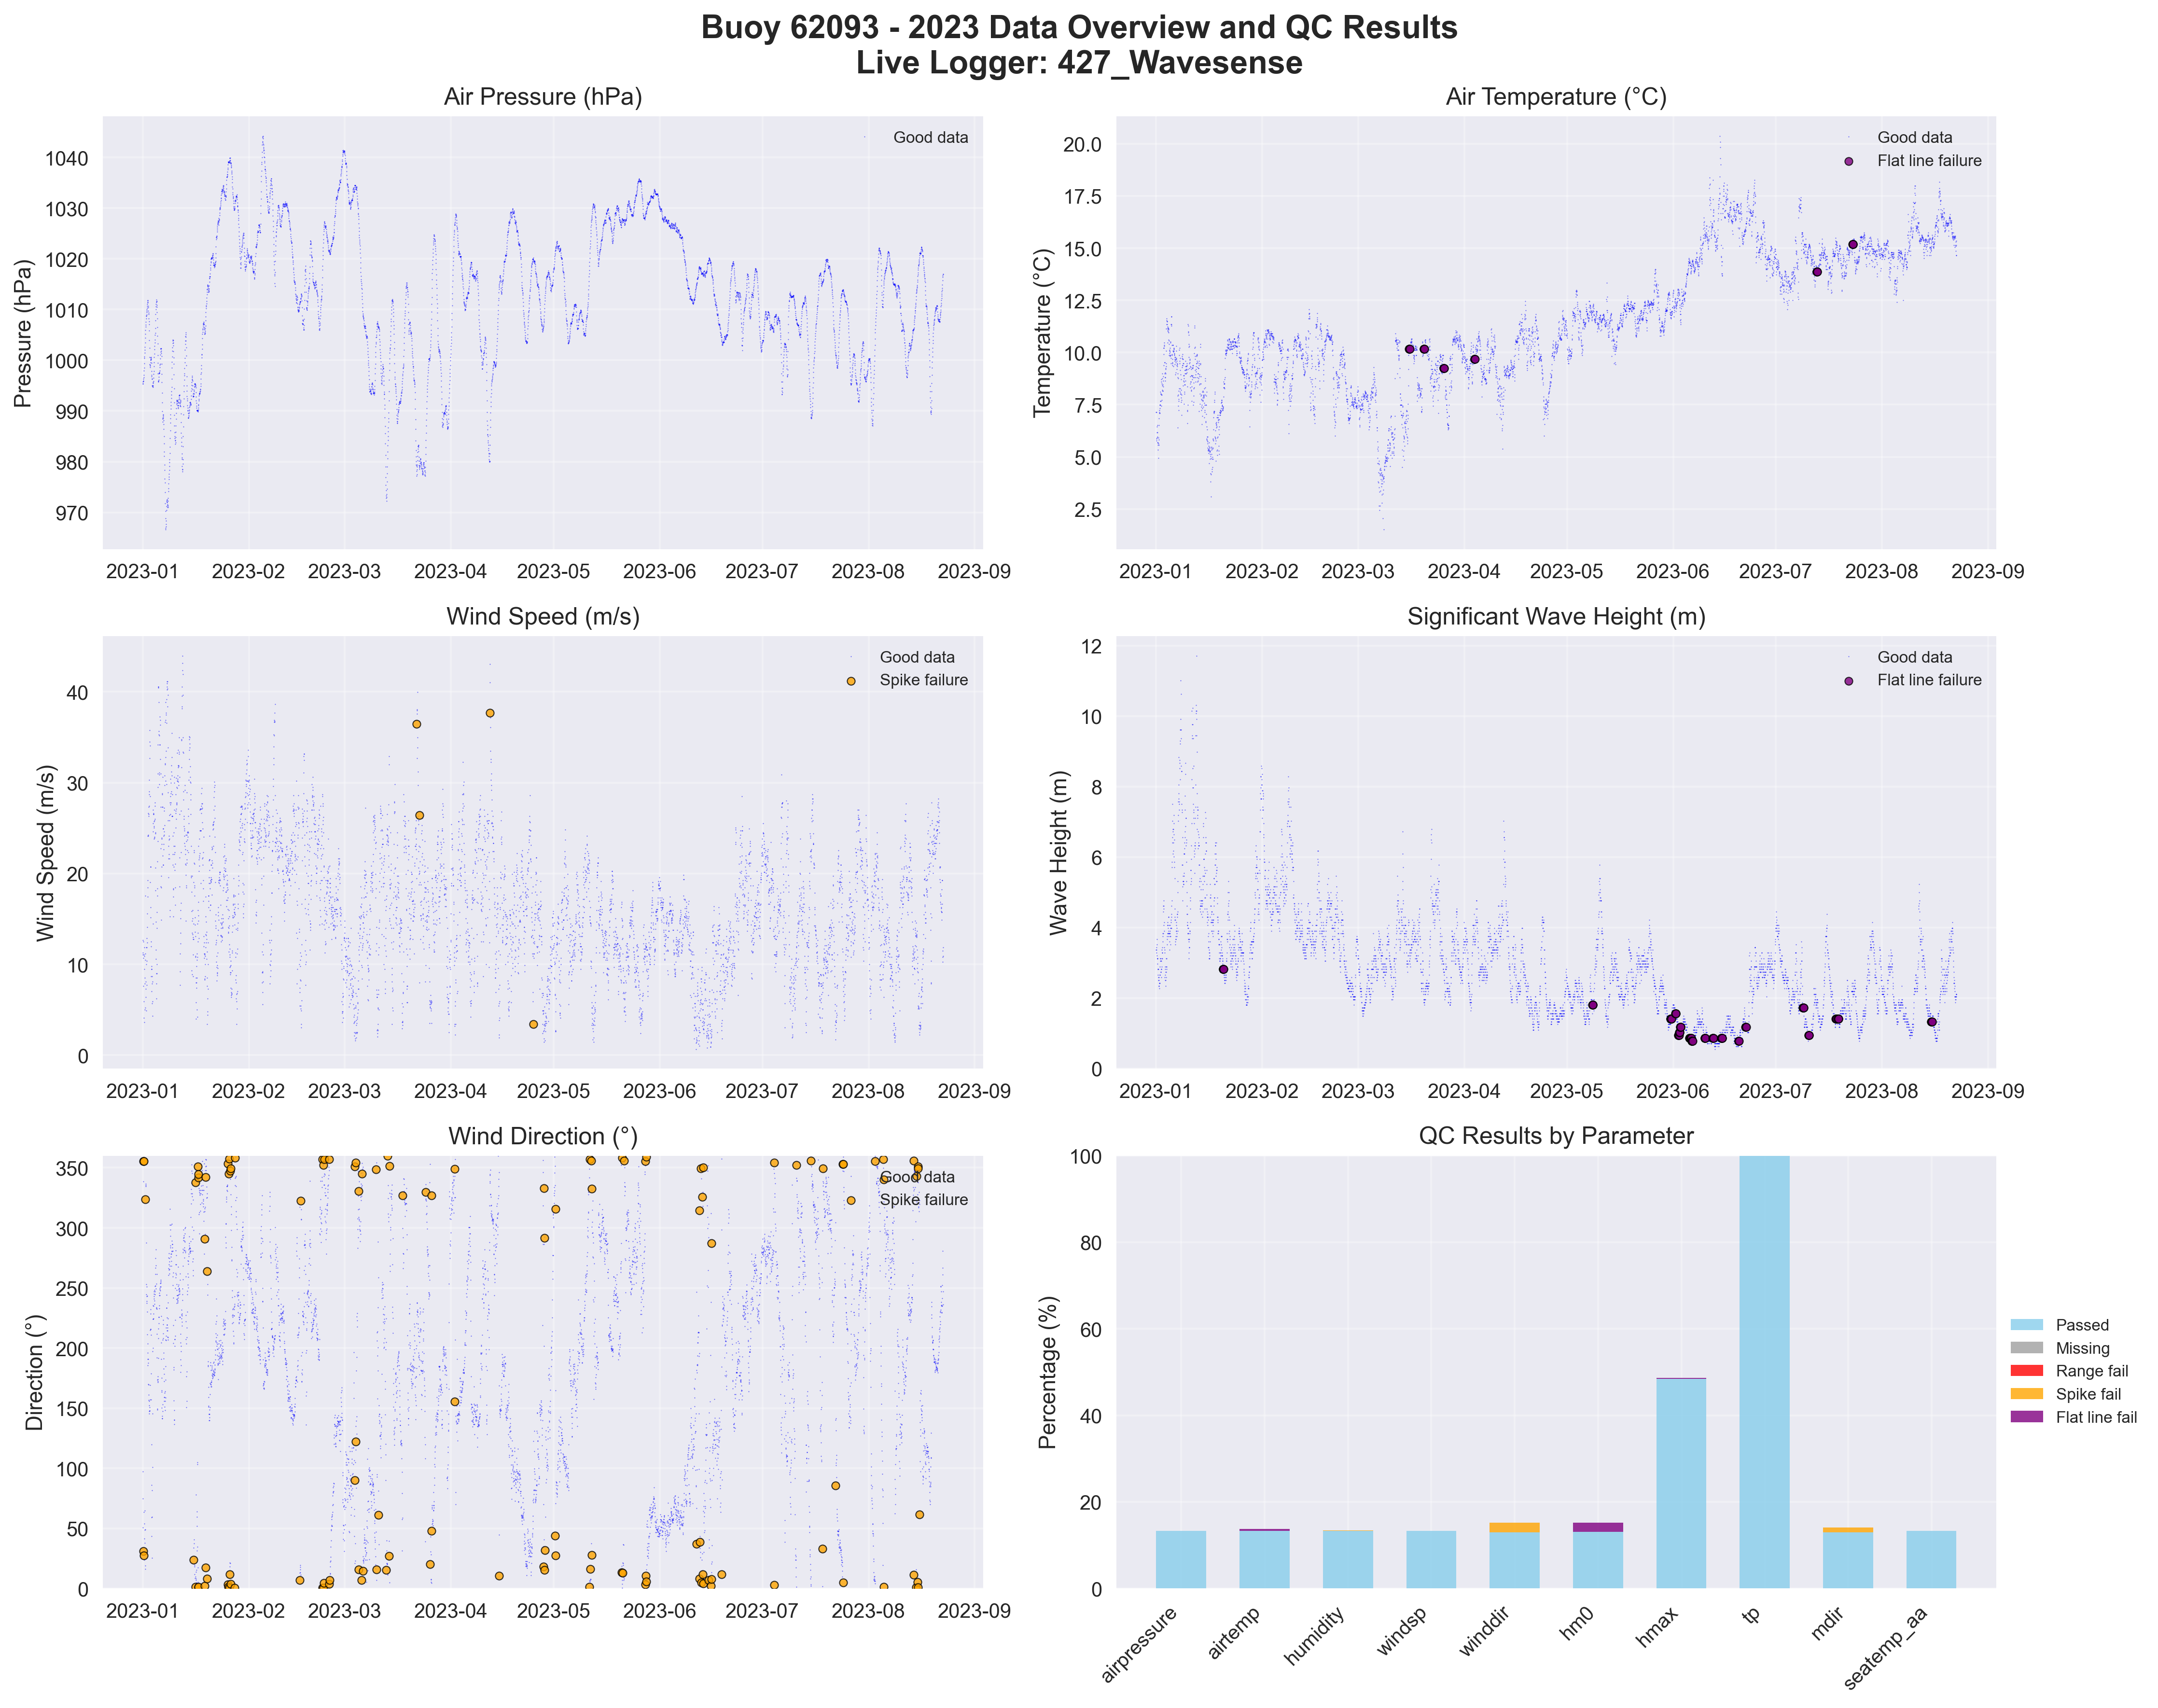 Buoy 62093 - 2023 Data Overview and QC Results
Live Logger: 427_Wavesense
Air Pressure (hPa)
Pressure (hPa)
1040
1030
1020
1010
1000
990
980
970
Good data
2023-01 2023-02 2023-03 2023-04 2023-05 2023-06 2023-07 2023-08 2023-09
Air Temperature (°C)
Temperature (°C)
20.0
17.5
15.0
12.5
10.0
7.5
5.0
2.5
Good data
Flat line failure
2023-01 2023-02 2023-03 2023-04 2023-05 2023-06 2023-07 2023-08 2023-09
Wind Speed (m/s)
Wind Speed (m/s)
40
30
20
10
0
Good data
Spike failure
2023-01 2023-02 2023-03 2023-04 2023-05 2023-06 2023-07 2023-08 2023-09
Significant Wave Height (m)
Wave Height (m)
12
10
8
6
4
2
0
Good data
Flat line failure
2023-01 2023-02 2023-03 2023-04 2023-05 2023-06 2023-07 2023-08 2023-09
Wind Direction (°)
Direction (°)
350
300
250
200
150
100
50
0
Good data
Spike failure
2023-01 2023-02 2023-03 2023-04 2023-05 2023-06 2023-07 2023-08 2023-09
QC Results by Parameter
Percentage (%)
100
80
60
40
20
0
airpressure
airtemp
humidity
windsp
winddir
hm0
hmax
tp
mdir
seatemp_aa
Passed
Missing
Range fail
Spike fail
Flat line fail